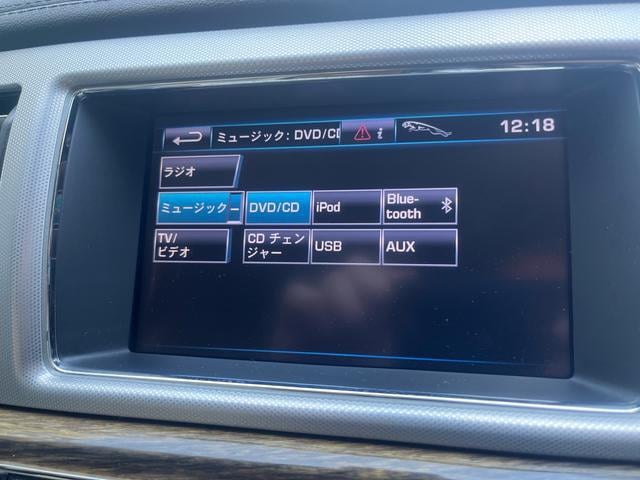 ミュージック: DVD/CD
i
12:18
ラジオ
ミュージック
DVD/CD
iPod
Blue-
tooth
TV/
ビデオ
CD チェン
ジャー
USB
AUX